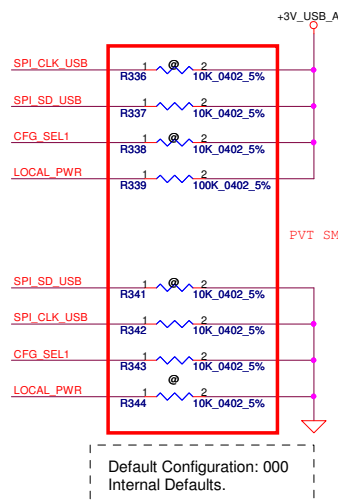 +3V_USB_A
SPI_CLK_USB 1 @ 2
R336 10K_0402_5%
SPI_SD_USB 1 2
R337 10K_0402_5%
CFG_SEL1 1 @ 2
R338 10K_0402_5%
LOCAL_PWR 1 2
R339 100K_0402_5%
PVT SM
SPI_SD_USB 1 @ 2
R341 10K_0402_5%
SPI_CLK_USB 1 2
R342 10K_0402_5%
CFG_SEL1 1 2
R343 10K_0402_5%
LOCAL_PWR 1 @ 2
R344 10K_0402_5%
Default Configuration: 000
Internal Defaults.